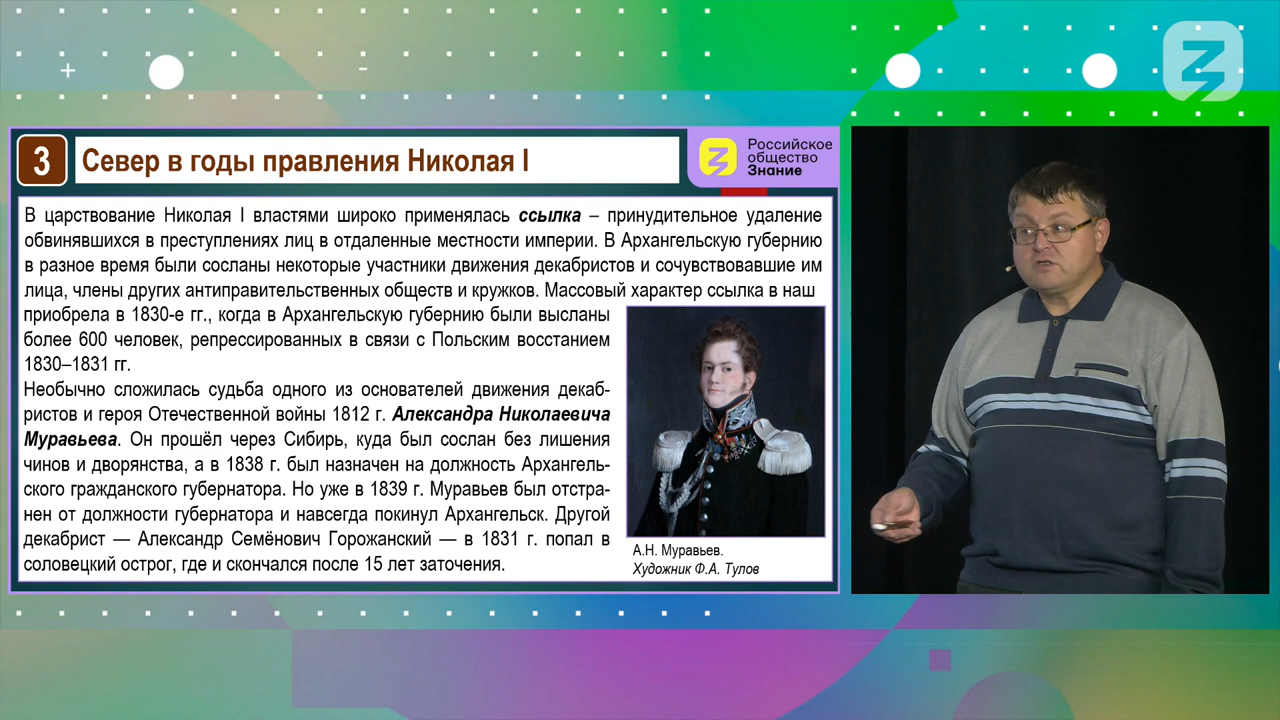 3
Север в годы правления Николая I
Российское
общество
Знание
В царствование Николая I властями широко применялась ссылка – принудительное удаление
обвинявшихся в преступлениях лиц в отдаленные местности империи. В Архангельскую губернию
в разное время были сосланы некоторые участники движения декабристов и сочувствовавшие им
лица, члены других антиправительственных обществ и кружков. Массовый характер ссылка в наш
приобрела в 1830-е гг., когда в Архангельскую губернию были высланы
более 600 человек, репрессированных в связи с Польским восстанием
1830–1831 гг.
Необычно сложилась судьба одного из основателей движения декаб-
ристов и героя Отечественной войны 1812 г. Александра Николаевича
Муравьева. Он прошёл через Сибирь, куда был сослан без лишения
чинов и дворянства, а в 1838 г. был назначен на должность Архангель-
ского гражданского губернатора. Но уже в 1839 г. Муравьев был отстра-
нен от должности губернатора и навсегда покинул Архангельск. Другой
декабрист — Александр Семёнович Горожанский — в 1831 г. попал в
соловецкий острог, где и скончался после 15 лет заточения.
А.Н. Муравьев.
Художник Ф.А. Тулов